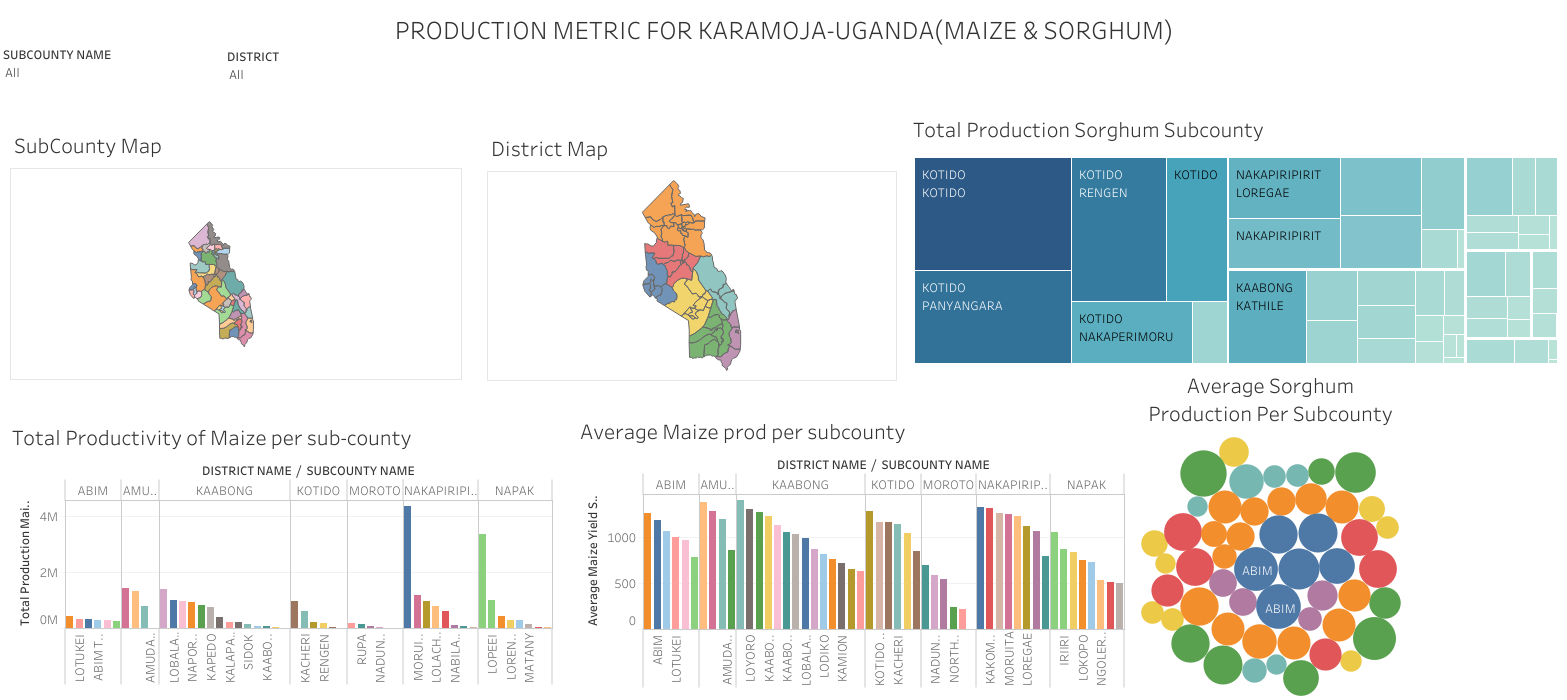 PRODUCTION METRIC FOR KARAMOJA-UGANDA(MAIZE & SORGHUM)
SUBCOUNTY NAME
All
DISTRICT
All
SubCounty Map
District Map
Total Production Sorghum Subcounty
KOTIDO
KOTIDO
KOTIDO
RENGEN
KOTIDO
NAKAPIRIPIRIT
LOREGAE
NAKAPIRIPIRIT
KOTIDO
PANYANGARA
KOTIDO
NAKAPERIMORU
KAABONG
KATHILE
Total Productivity of Maize per sub-county
DISTRICT NAME / SUBCOUNTY NAME
ABIM
AMU..
KAABONG
KOTIDO
MOROTO
NAKAPIRIPI..
NAPAK
Total Production Mai..
4M
2M
0M
LOTUKEI
ABIM T..
AMUDA..
LOBALA..
NAPOR..
KAPEDO
KALAPA..
SIDOK
KAABO..
KACHERI
RENGEN
RUPA
NADUN..
MORUI..
LOLACH..
NABILA..
LOPEEI
LOREN..
MATANY
Average Maize prod per subcounty
DISTRICT NAME / SUBCOUNTY NAME
ABIM
AMU..
KAABONG
KOTIDO
MOROTO
NAKAPIRIP..
NAPAK
Average Maize Yield S..
1000
500
0
ABIM
LOTUKEI
AMUDA..
LOYORO
KAABO..
KAABO..
LOBALA..
LODIKO
KAMION
KOTIDO ..
KACHERI
NADUN..
NORTH..
KAKOM..
MORUITA
LOREGAE
IRIIRI
LOKOPO
NGOLER..
Average Sorghum
Production Per Subcounty
ABIM
ABIM